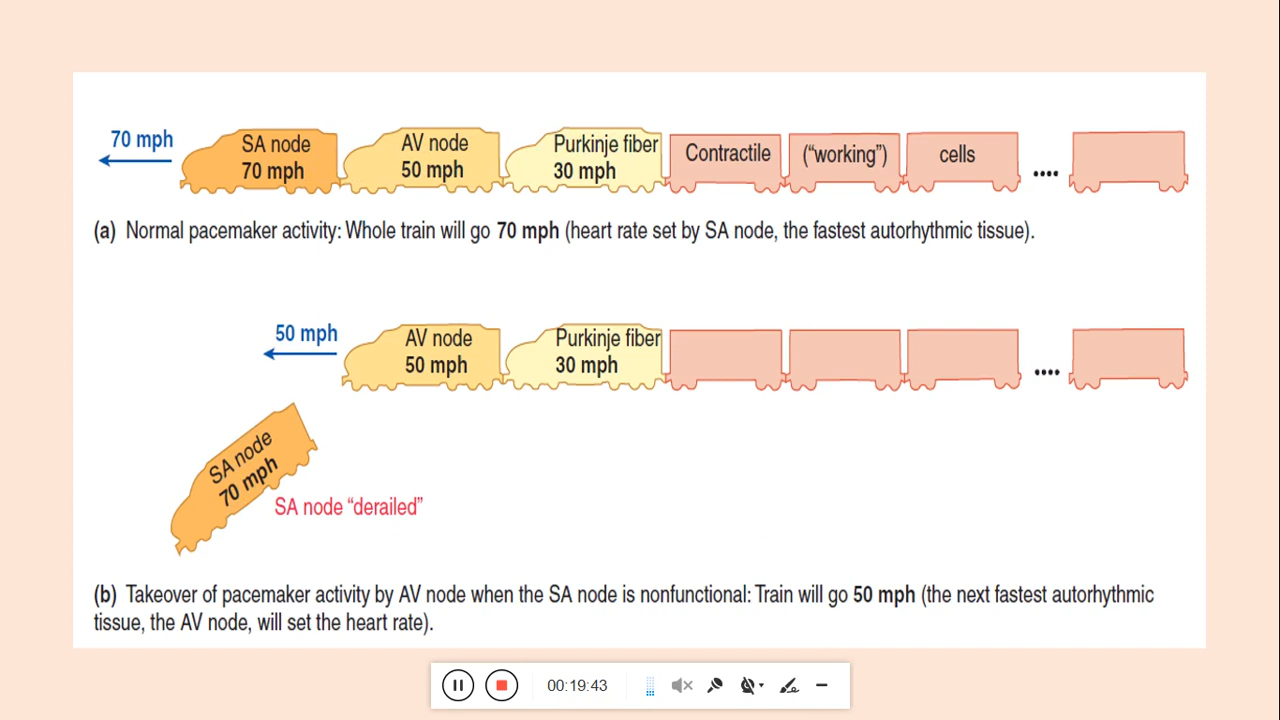 70 mph
SA node
70 mph
AV node
50 mph
Purkinje fiber
30 mph
Contractile
(“working”)
cells
....
(a) Normal pacemaker activity: Whole train will go 70 mph (heart rate set by SA node, the fastest autorhythmic tissue).
50 mph
AV node
50 mph
Purkinje fiber
30 mph
....
SA node
70 mph
SA node “derailed”
(b) Takeover of pacemaker activity by AV node when the SA node is nonfunctional: Train will go 50 mph (the next fastest autorhythmic
tissue, the AV node, will set the heart rate).
00:19:43